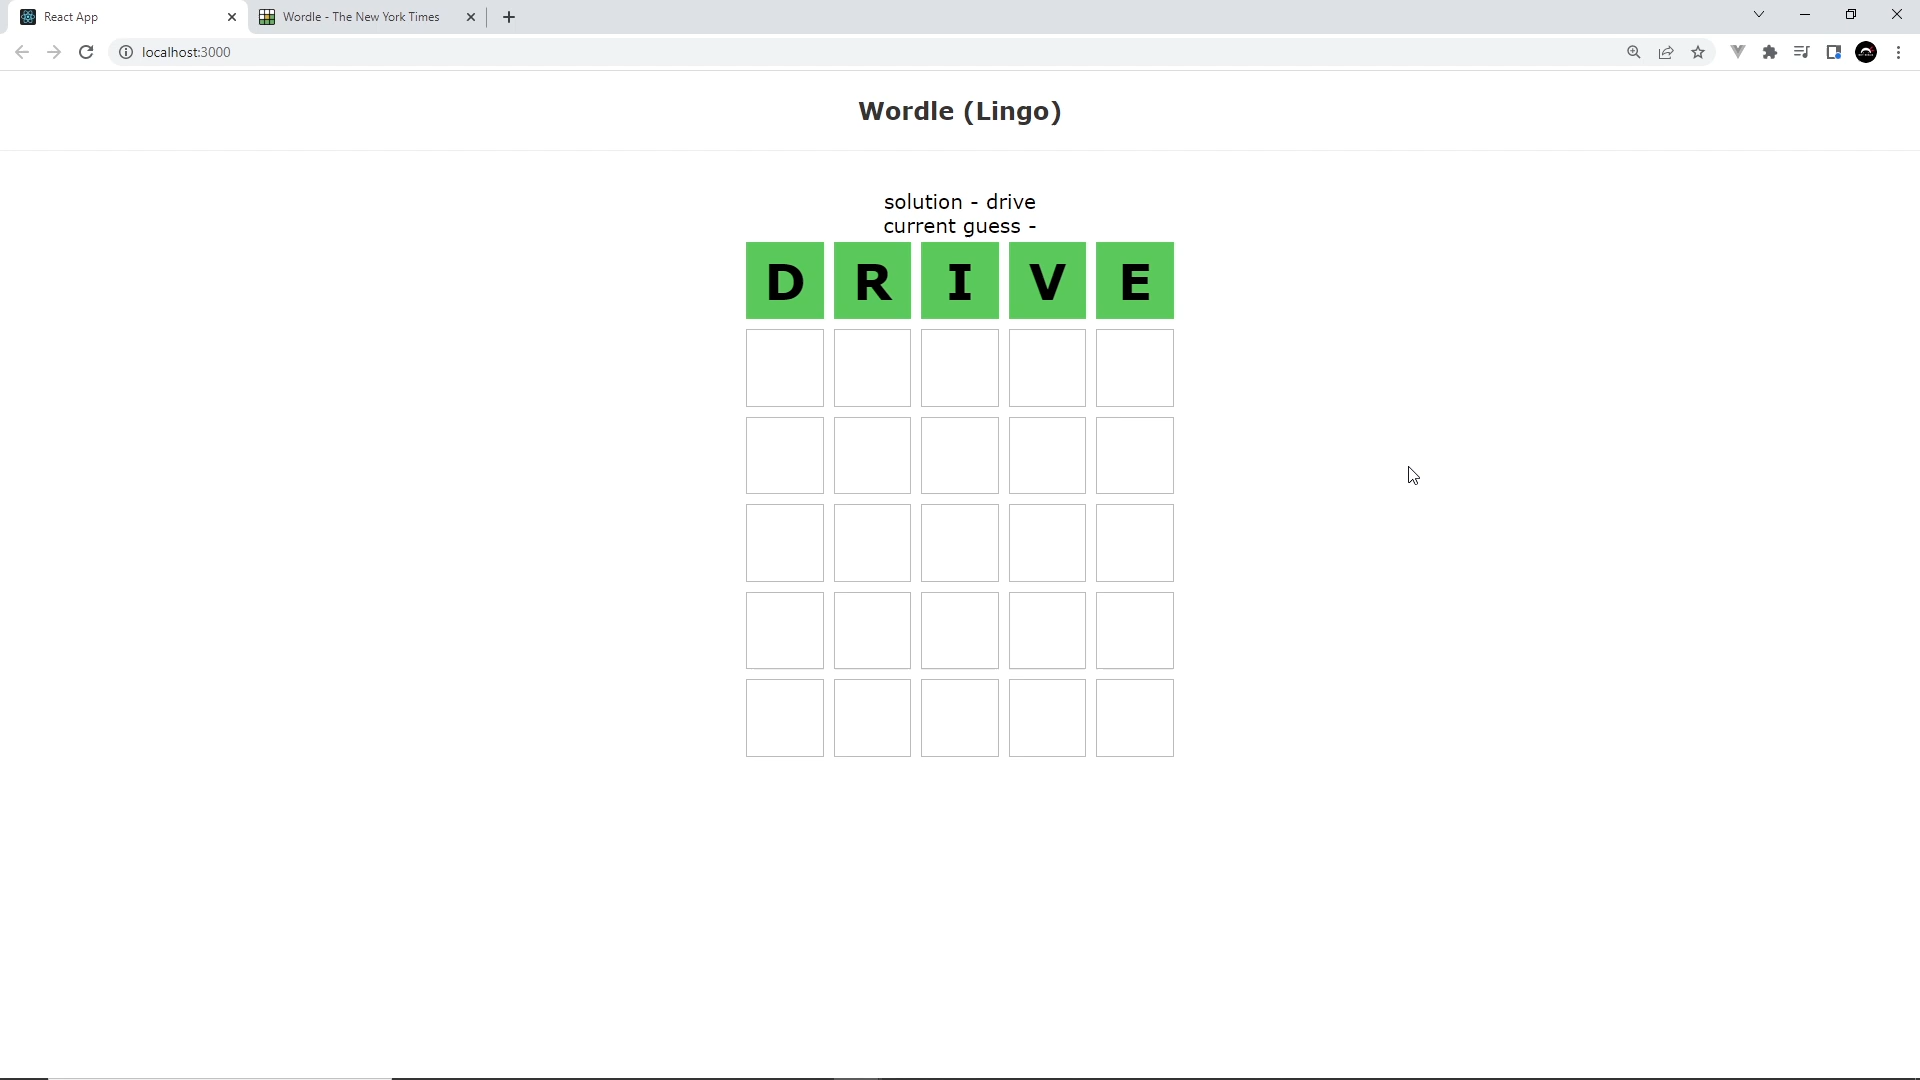 React App
Wordle - The New York Times
localhost:3000
Wordle (Lingo)
solution - drive
current guess -
D R I V E